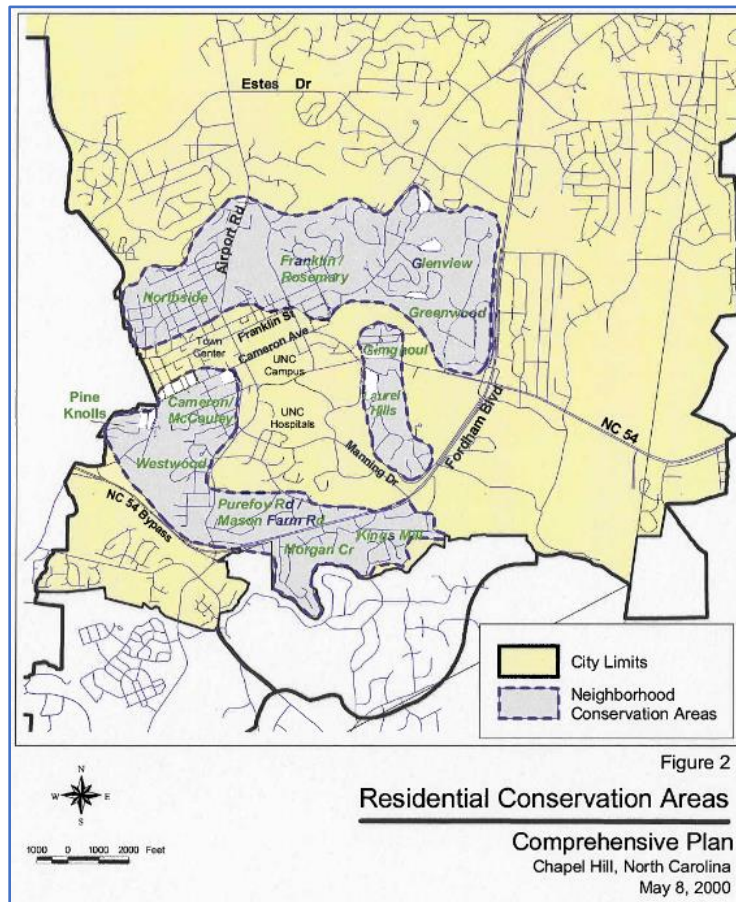 Estes Dr
Airport Rd
Franklin /
Rosemary
Glenview
Northside
Greenwood
Franklin St
Cameron Ave
Town
Center
UNC
Campus
Gimghoul
Pine
Knolls
Cameron/
McCauley
UNC
Hospitals
Laurel
Hills
Fordham Blvd
NC 54
Westwood
Manning Dr
NC 54 Bypass
Purefoy Rd /
Mason Farm Rd
Kings Mill
Morgan Cr
City Limits
Neighborhood
Conservation Areas
Figure 2
N
W
E
S
Residential Conservation Areas
1000 0 1000 2000 Feet
Comprehensive Plan
Chapel Hill, North Carolina
May 8, 2000